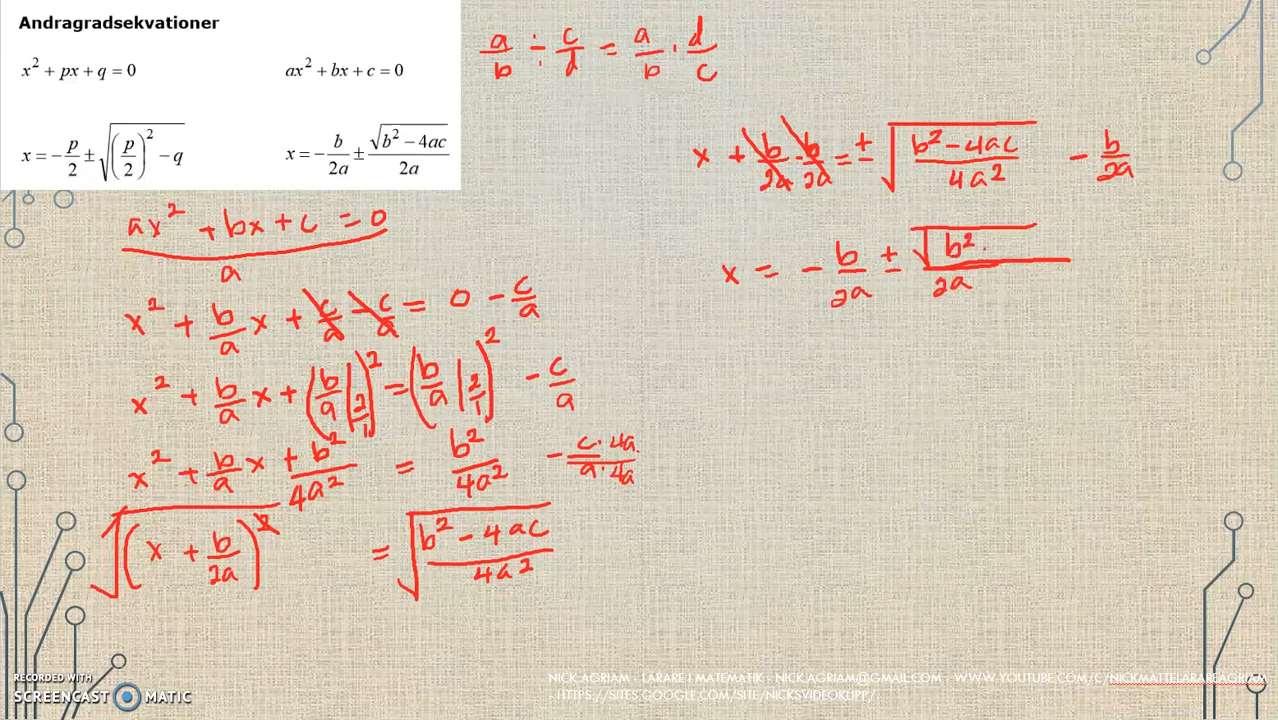 Andragradsekvationer
x² + px + q = 0
ax² + bx + c = 0
x = -p/2 ± √((p/2)² - q)
x = -b/2a ± √(b² - 4ac)/2a
a/b ÷ c/d = a/b · d/c
ax² + bx + c = 0
a
x² + b/a x + c/a - c/a = 0 - c/a
x² + b/a x + (b/a | 2/1)² = (b/a | 2/1)² - c/a
x² + b/a x + b²/4a² = b²/4a² - c·4a/a·4a
√(x + b/2a)² = √(b² - 4ac/4a²)
x + b/2a - b/2a = ± √(b² - 4ac/4a²) - b/2a
x = - b/2a ± √b²/2a
RECORDED WITH
SCREENCAST MATIC
NICK AGRIAM - LÄRARE I MATEMATIK - NICK.AGRIAM@GMAIL.COM - WWW.YOUTUBE.COM/C/NICKMATTELARAREAGRIAM
- HTTPS://SITES.GOOGLE.COM/SITE/NICKSVIDEOKLIPP/